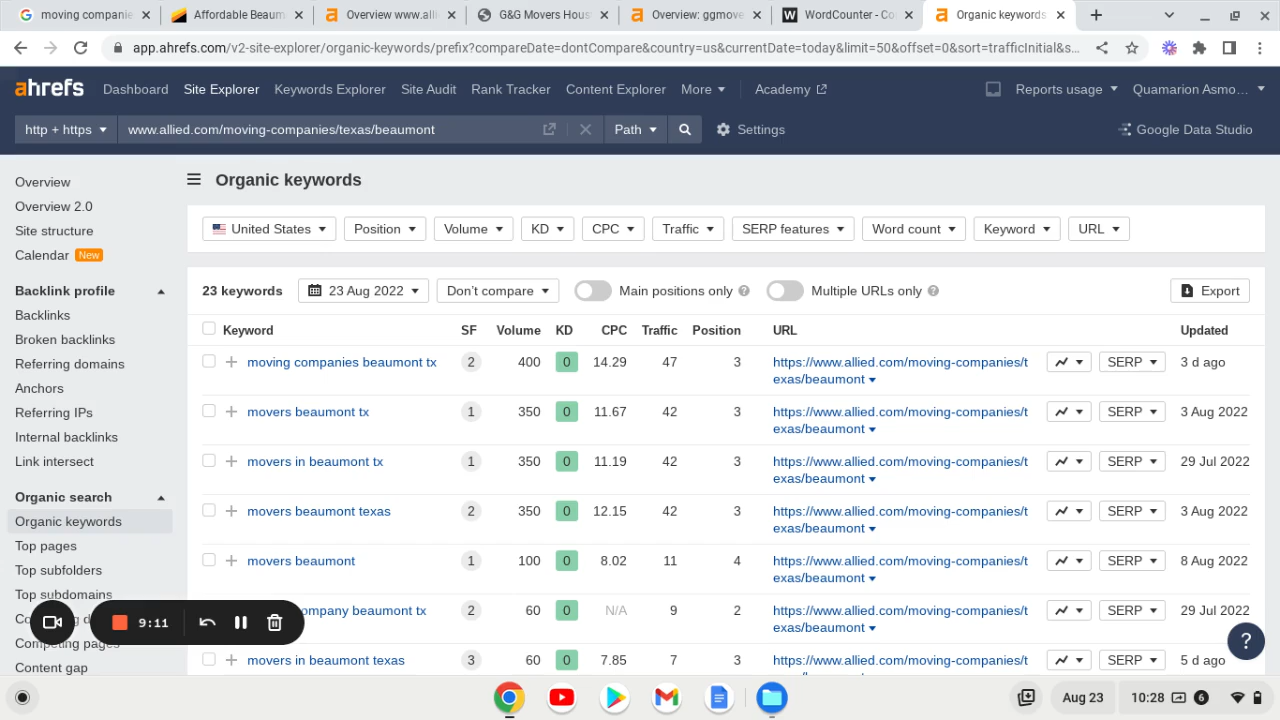 moving companie
Affordable Beaum
Overview www.alli
G&G Movers Hous
Overview: ggmove
WordCounter - Co
Organic keywords
app.ahrefs.com/v2-site-explorer/organic-keywords/prefix?compareDate=dontCompare&country=us&currentDate=today&limit=50&offset=0&sort=trafficInitial&s...
ahrefs Dashboard Site Explorer Keywords Explorer Site Audit Rank Tracker Content Explorer More Academy Reports usage Quamarion Asmo...
http + https www.allied.com/moving-companies/texas/beaumont Path Settings Google Data Studio
Overview
Overview 2.0
Site structure
Calendar New
Backlink profile
Backlinks
Broken backlinks
Referring domains
Anchors
Referring IPs
Internal backlinks
Link intersect
Organic search
Organic keywords
Top pages
Top subfolders
Top subdomains
Competing pages
Content gap
Organic keywords
United States Position Volume KD CPC Traffic SERP features Word count Keyword URL
23 keywords 23 Aug 2022 Don't compare Main positions only ? Multiple URLs only ? Export
Keyword SF Volume KD CPC Traffic Position URL Updated
moving companies beaumont tx 2 400 0 14.29 47 3 https://www.allied.com/moving-companies/t SERP 3 d ago
exas/beaumont
movers beaumont tx 1 350 0 11.67 42 3 https://www.allied.com/moving-companies/t SERP 3 Aug 2022
exas/beaumont
movers in beaumont tx 1 350 0 11.19 42 3 https://www.allied.com/moving-companies/t SERP 29 Jul 2022
exas/beaumont
movers beaumont texas 2 350 0 12.15 42 3 https://www.allied.com/moving-companies/t SERP 3 Aug 2022
exas/beaumont
movers beaumont 1 100 0 8.02 11 4 https://www.allied.com/moving-companies/t SERP 8 Aug 2022
exas/beaumont
ompany beaumont tx 2 60 0 N/A 9 2 https://www.allied.com/moving-companies/t SERP 29 Jul 2022
exas/beaumont
movers in beaumont texas 3 60 0 7.85 7 3 https://www.allied.com/moving-companies/t SERP 5 d ago
9:11
?
Aug 23 10:28 6